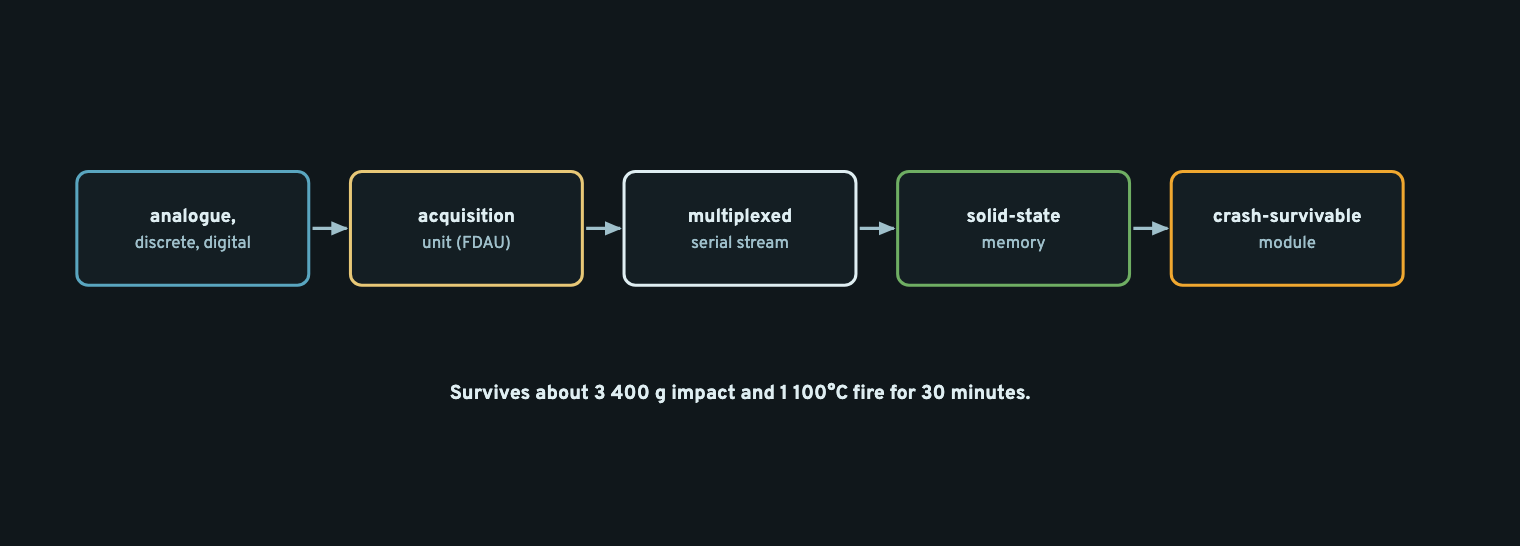 analogue,
discrete, digital
acquisition
unit (FDAU)
multiplexed
serial stream
solid-state
memory
crash-survivable
module
Survives about 3 400 g impact and 1 100°C fire for 30 minutes.